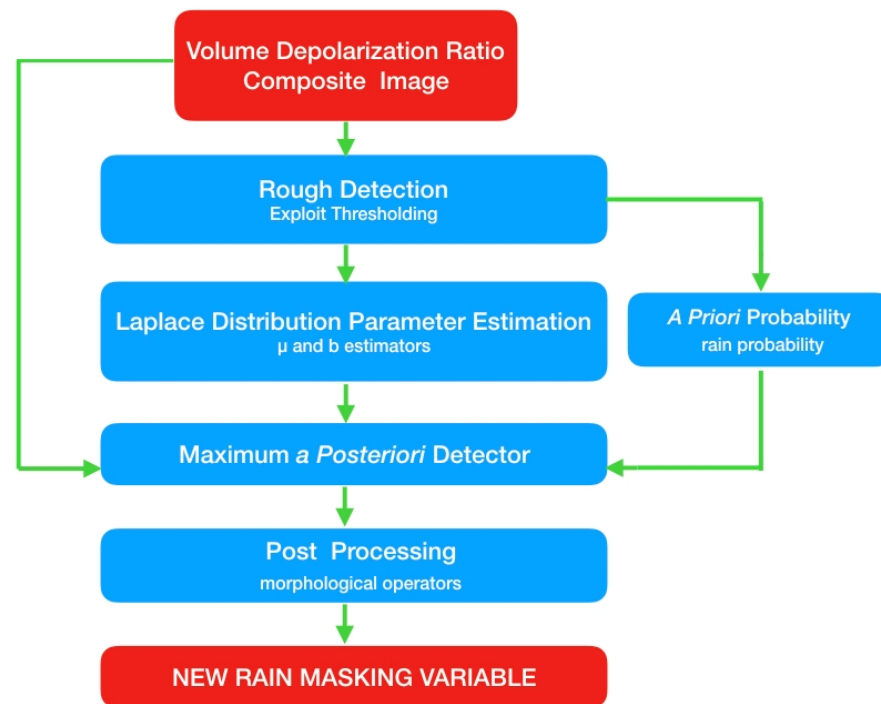 Volume Depolarization Ratio
Composite Image
Rough Detection
Exploit Thresholding
Laplace Distribution Parameter Estimation
μ and b estimators
A Priori Probability
rain probability
Maximum a Posteriori Detector
Post Processing
morphological operators
NEW RAIN MASKING VARIABLE